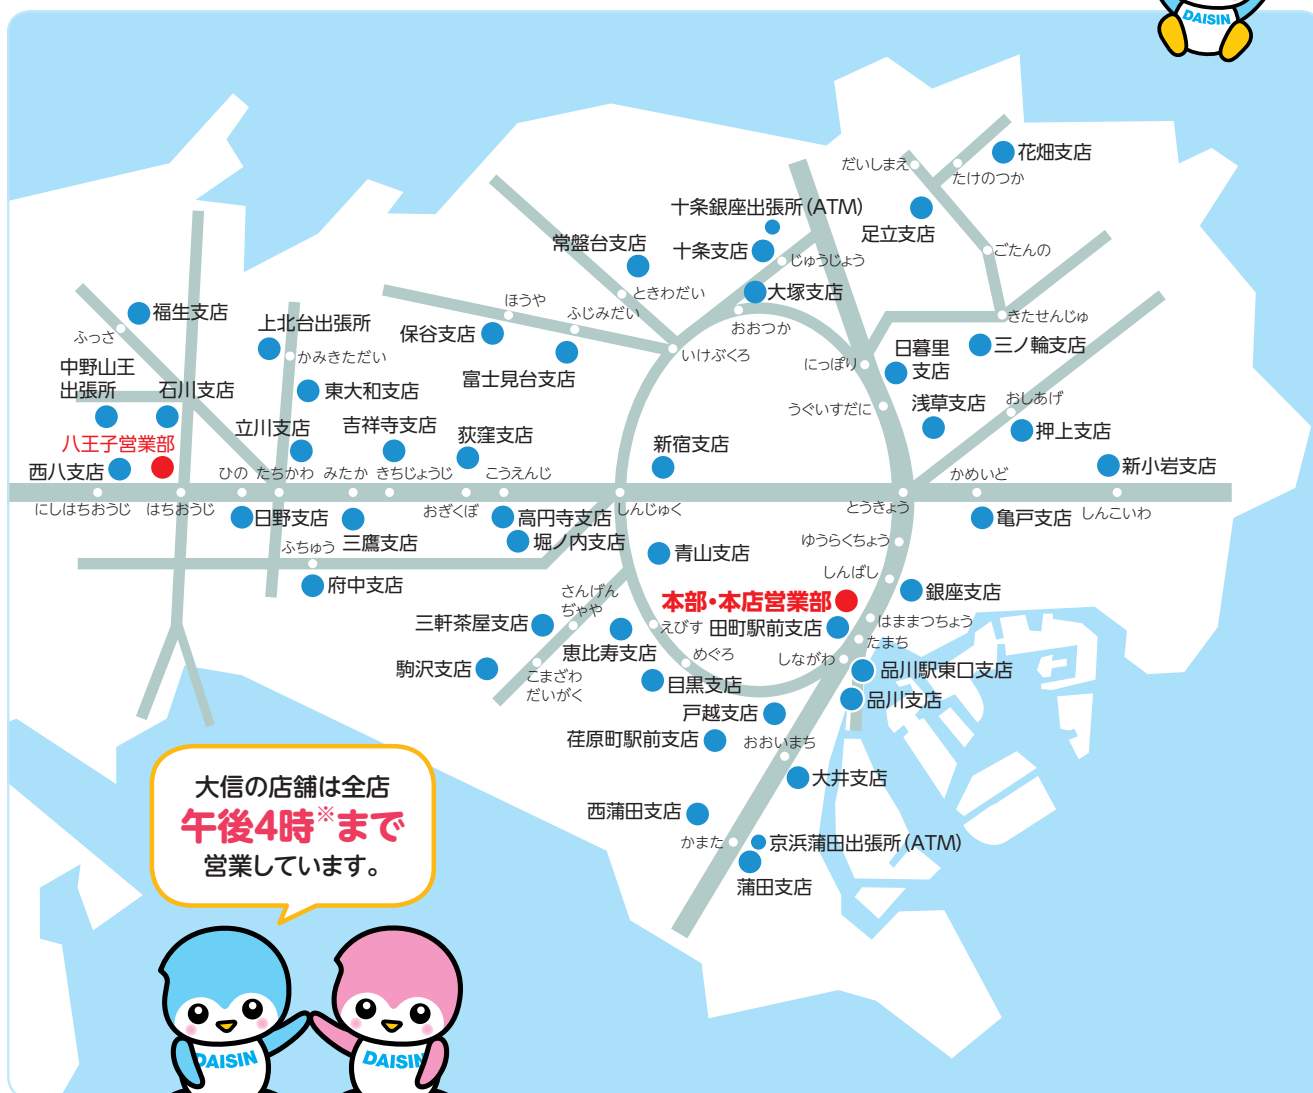 DAISIN
花畑支店
だいしまえ
たけのつか
足立支店
十条銀座出張所（ATM）
十条支店
じゅうじょう
ごたんの
常盤台支店
ときわだい
大塚支店
おおつか
ほうや
保谷支店
ふじみだい
富士見台支店
いけぶくろ
きたせんじゅ
にっぽり
日暮里
支店
三ノ輪支店
うぐいすだに
浅草支店
おしあげ
押上支店
福生支店
ふっさ
上北台出張所
かみきただい
中野山王
出張所
石川支店
東大和支店
八王子営業部
西八支店
立川支店
吉祥寺支店
荻窪支店
新宿支店
新小岩支店
ひの
たちかわ
みたか
きちじょうじ
こうえんじ
かめいど
にしはちおうじ
はちおうじ
おぎくぼ
しんじゅく
とうきょう
しんこいわ
日野支店
三鷹支店
高円寺支店
堀ノ内支店
亀戸支店
ふちゅう
府中支店
青山支店
ゆうらくちょう
しんばし
銀座支店
さんげん
ぢゃや
三軒茶屋支店
本部・本店営業部
はままつちょう
えびす
田町駅前支店
たまち
恵比寿支店
めぐろ
しながわ
駒沢支店
こまざわ
だいがく
目黒支店
品川駅東口支店
品川支店
戸越支店
荏原町駅前支店
おおいまち
大井支店
西蒲田支店
かまた
京浜蒲田出張所（ATM）
蒲田支店
大信の店舗は全店
午後4時※まで
営業しています。
DAISIN
DAISIN